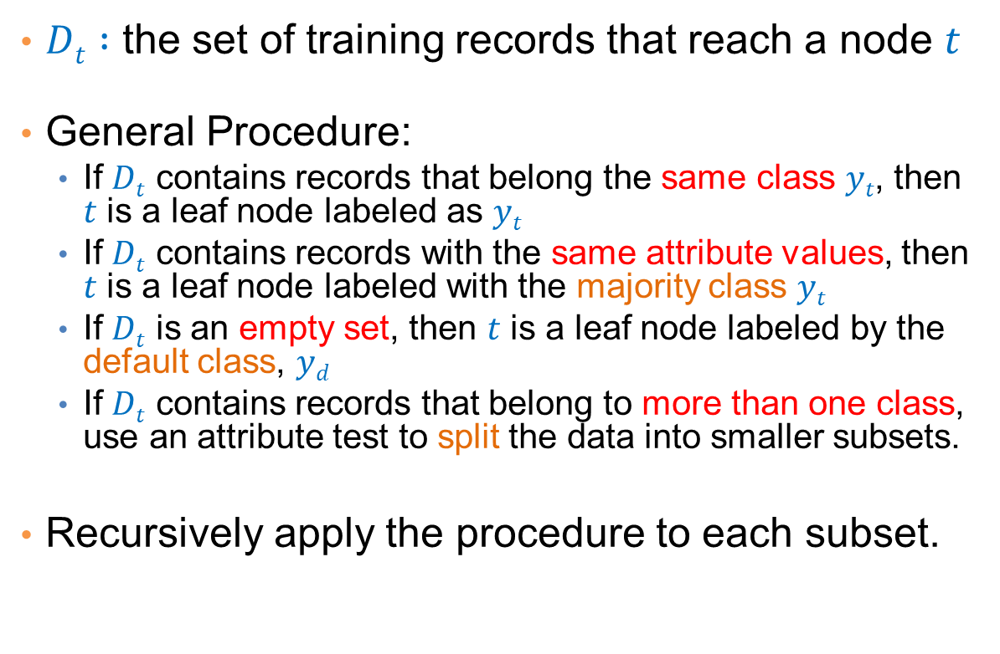 • D_t : the set of training records that reach a node t
• General Procedure:
• If D_t contains records that belong the same class y_t, then
t is a leaf node labeled as y_t
• If D_t contains records with the same attribute values, then
t is a leaf node labeled with the majority class y_t
• If D_t is an empty set, then t is a leaf node labeled by the
default class, y_d
• If D_t contains records that belong to more than one class,
use an attribute test to split the data into smaller subsets.
• Recursively apply the procedure to each subset.